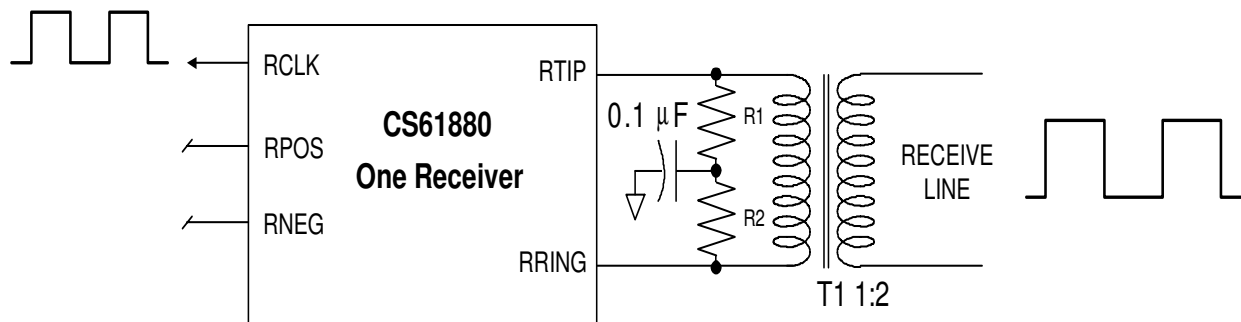 RCLK
RPOS
RNEG
CS61880
One Receiver
RTIP
RRING
0.1 μF
R1
R2
RECEIVE
LINE
T1 1:2